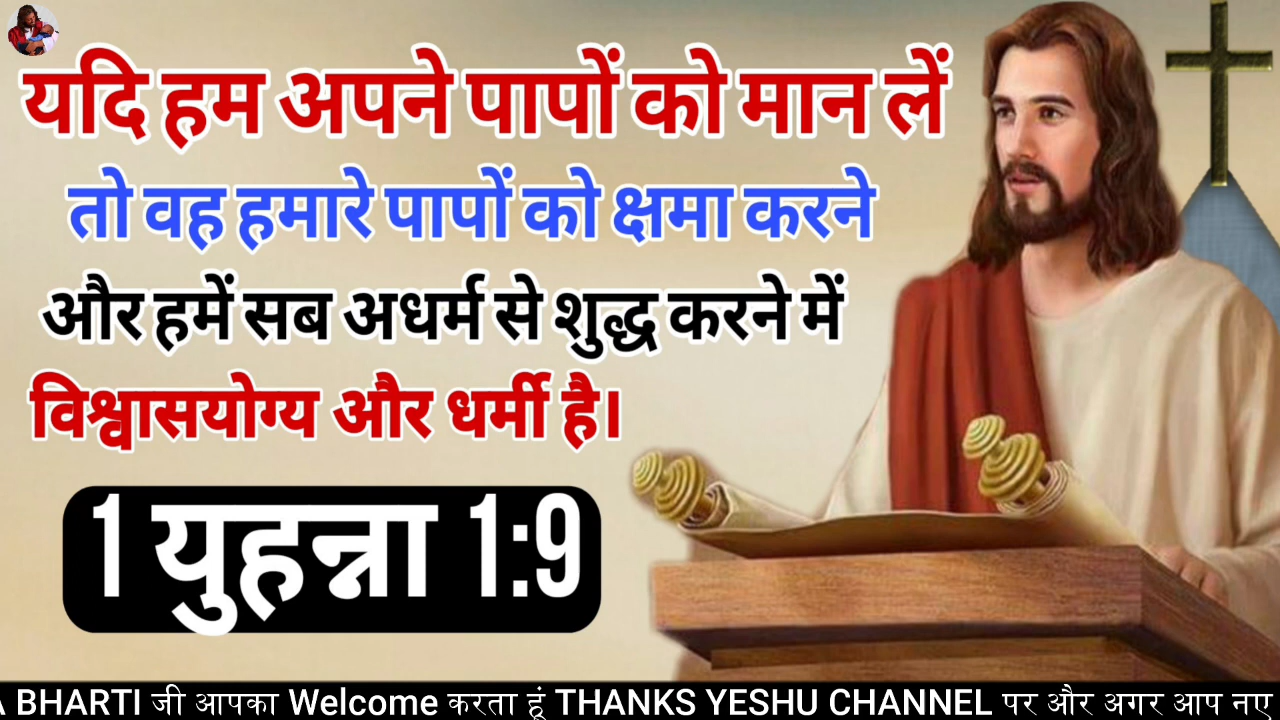 यदि हम अपने पापों को मान लें
तो वह हमारे पापों को क्षमा करने
और हमें सब अधर्म से शुद्ध करने में
विश्वासयोग्य और धर्मी है।
1 युहन्ना 1:9
BHARTI जी आपका Welcome करता हूं THANKS YESHU CHANNEL पर और अगर आप नए